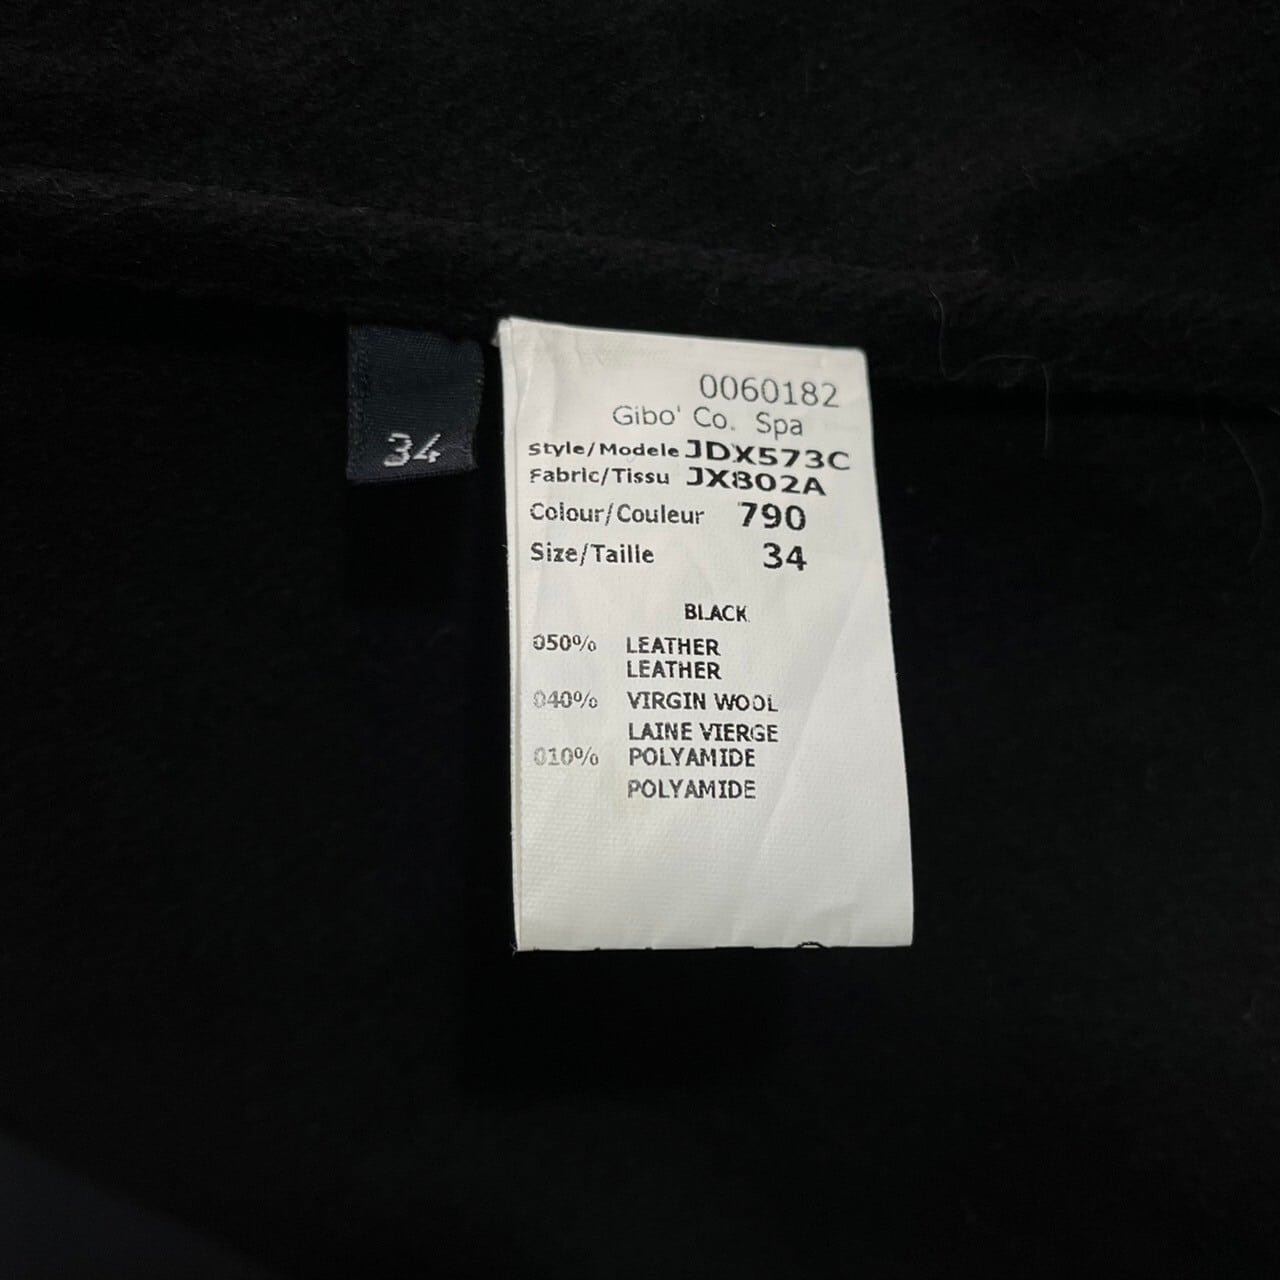 34
0060182
Gibo' Co. Spa
Style/Modele JDX573C
Fabric/Tissu JX802A
Colour/Couleur 790
Size/Taille 34
BLACK
050% LEATHER
LEATHER
040% VIRGIN WOOL
LAINE VIERGE
010% POLYAMIDE
POLYAMIDE